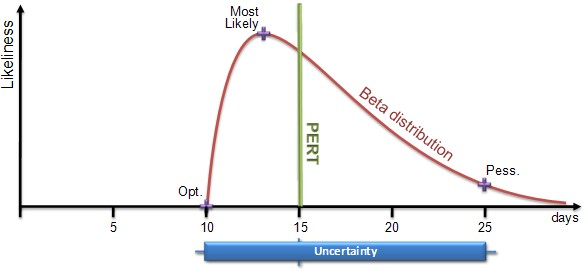 Likeliness
Most
Likely
Beta distribution
PERT
Opt.
Pess.
5
10
15
20
25
days
Uncertainty